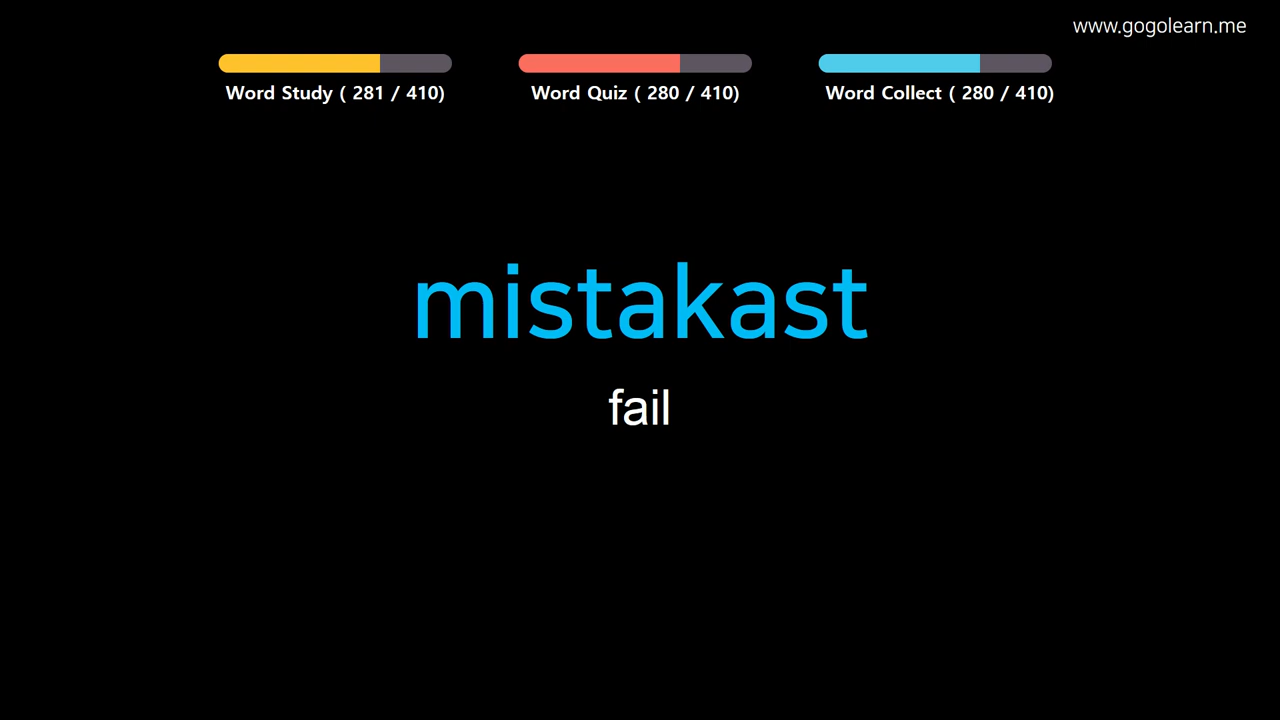 www.gogolearn.me
Word Study ( 281 / 410)
Word Quiz ( 280 / 410)
Word Collect ( 280 / 410)
mistakast
fail